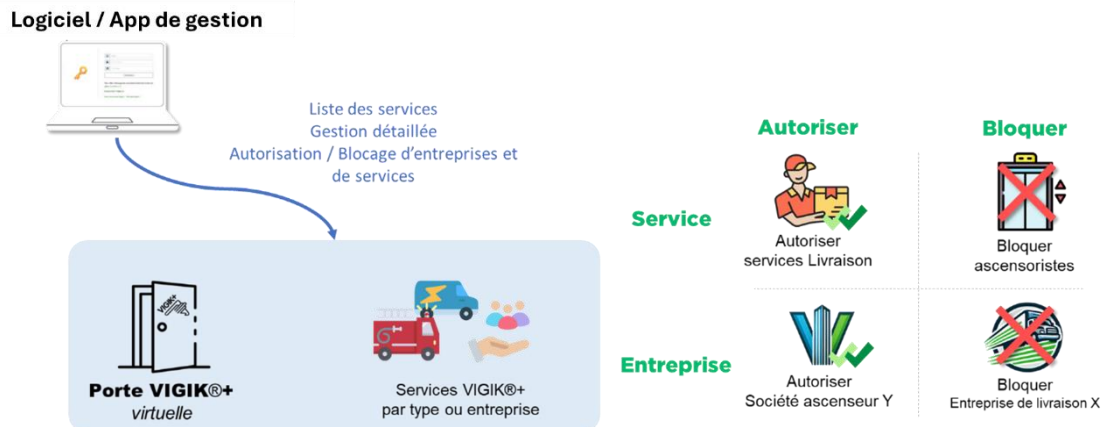 Logiciel / App de gestion
Liste des services
Gestion détaillée
Autorisation / Blocage d'entreprises et
de services
Porte VIGIK®+
virtuelle
VIGIK
Services VIGIK®+
par type ou entreprise
Autoriser
Bloquer
Service
Autoriser
services Livraison
Bloquer
ascensoristes
Entreprise
Autoriser
Société ascenseur Y
Bloquer
Entreprise de livraison X